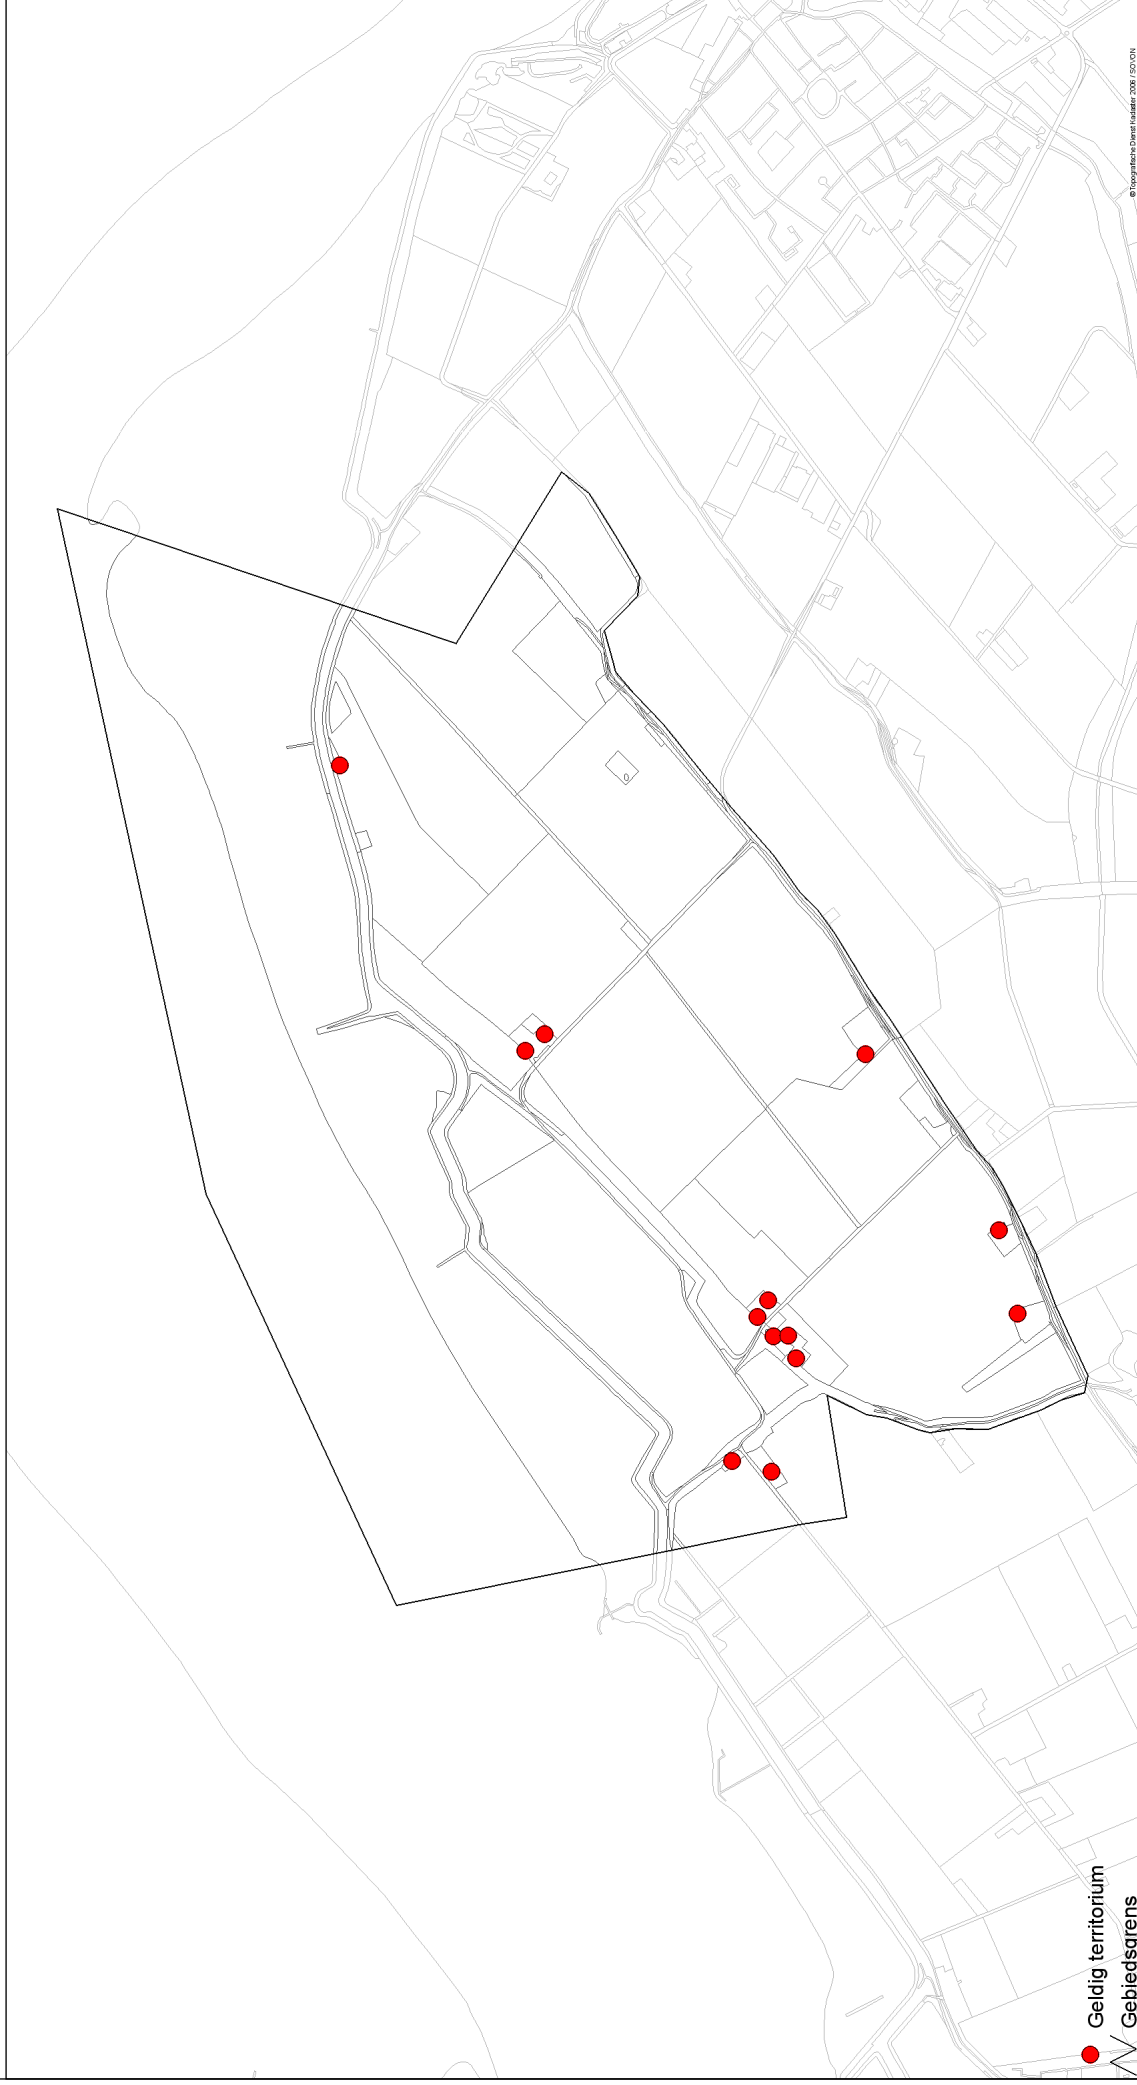 © Topografische Dienst Kadaster 2006 / SOVON
Geldig territorium
Gebiedsgrens